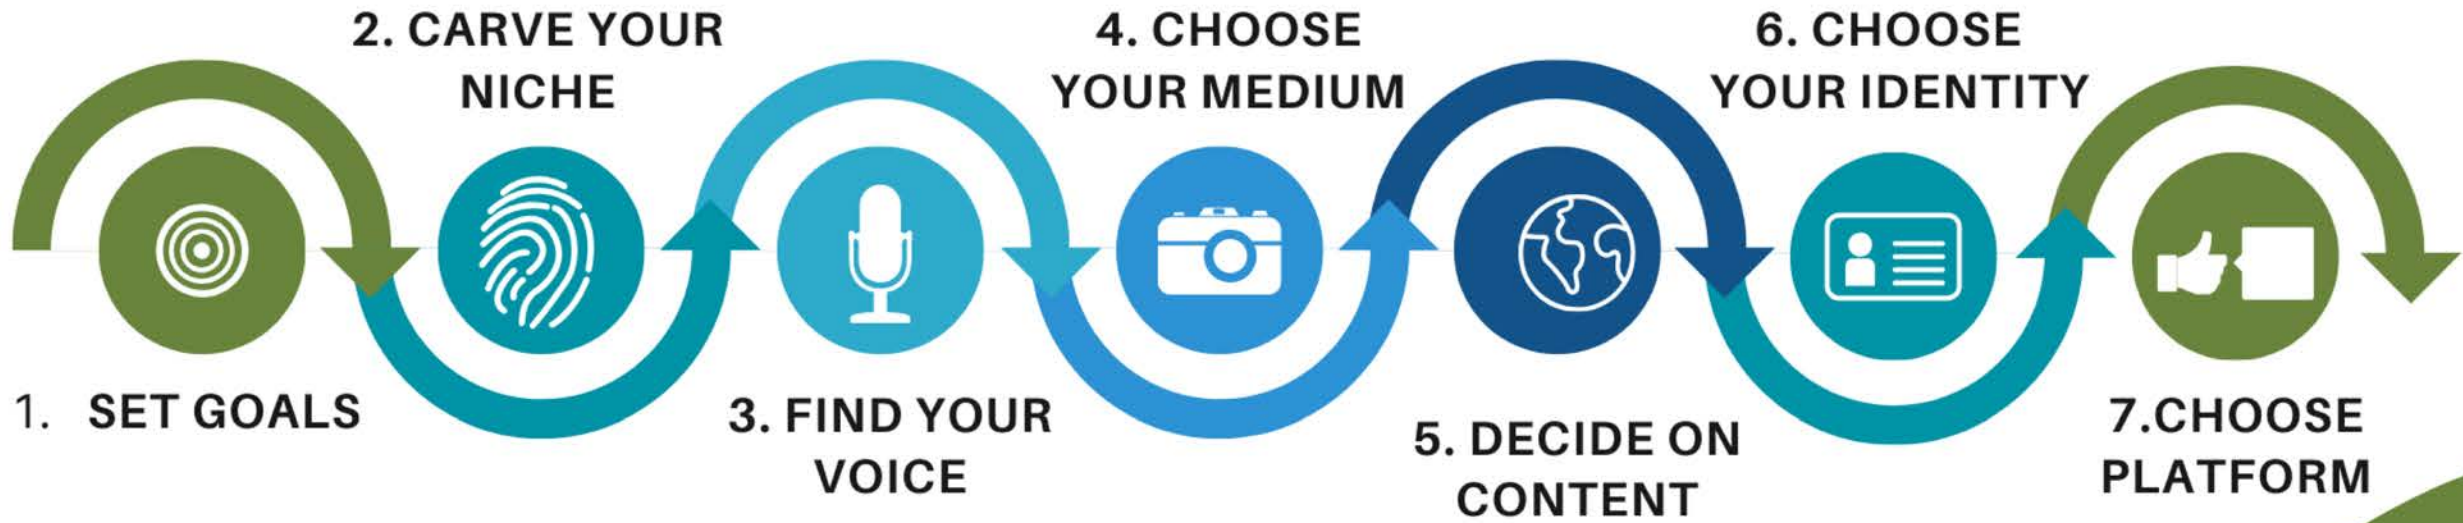 1. SET GOALS
2. CARVE YOUR
NICHE
3. FIND YOUR
VOICE
4. CHOOSE
YOUR MEDIUM
5. DECIDE ON
CONTENT
6. CHOOSE
YOUR IDENTITY
7.CHOOSE
PLATFORM